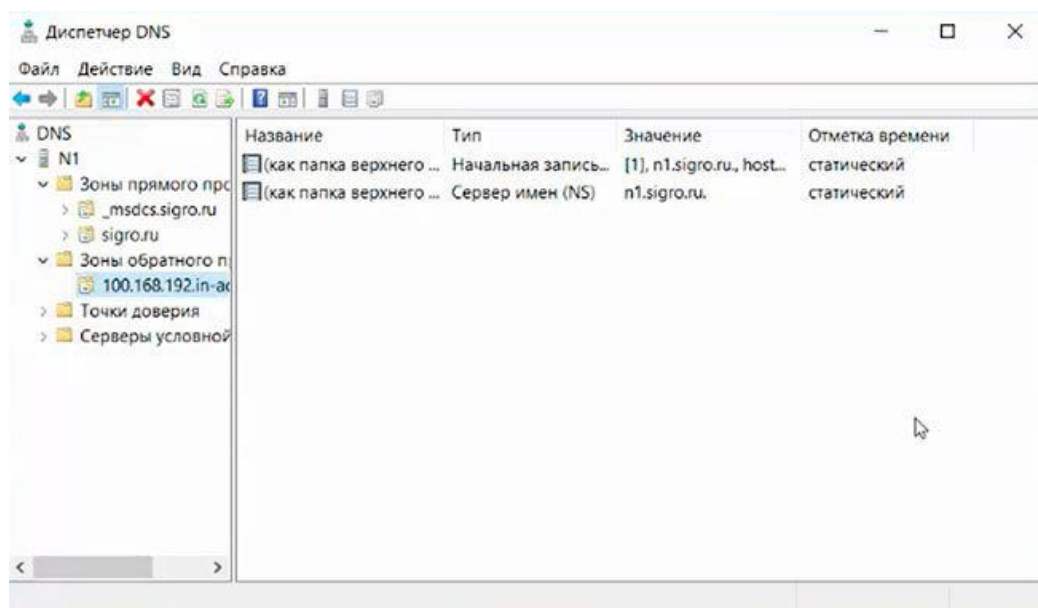 Диспетчер DNS
Файл Действие Вид Справка
DNS
N1
Зоны прямого про
_msdcs.sigro.ru
sigro.ru
Зоны обратного п
100.168.192.in-ad
Точки доверия
Серверы условной
Название Тип Значение Отметка времени
(как папка верхнего ... Начальная запись... [1], n1.sigro.ru., host... статический
(как папка верхнего ... Сервер имен (NS) n1.sigro.ru. статический